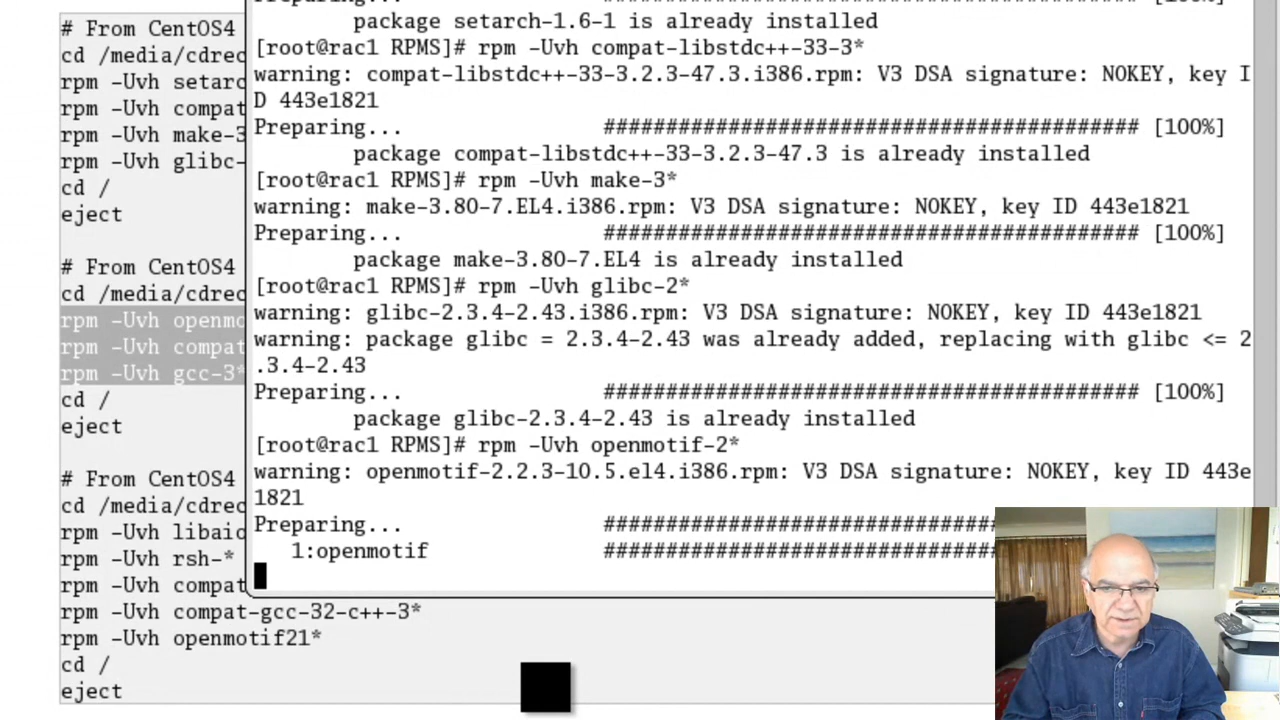 # From CentOS4
cd /media/cdrec
rpm -Uvh setarc
rpm -Uvh compat
rpm -Uvh make-3
rpm -Uvh glibc-
cd /
eject
# From CentOS4
cd /media/cdrec
rpm -Uvh openmo
rpm -Uvh compat
rpm -Uvh gcc-3*
cd /
eject
# From CentOS4
cd /media/cdrec
rpm -Uvh libaio
rpm -Uvh rsh-*
rpm -Uvh compat
rpm -Uvh compat-gcc-32-c++-3*
rpm -Uvh openmotif21*
cd /
eject
Preparing... ########################################### [100%]
package setarch-1.6-1 is already installed
[root@rac1 RPMS]# rpm -Uvh compat-libstdc++-33-3*
warning: compat-libstdc++-33-3.2.3-47.3.i386.rpm: V3 DSA signature: NOKEY, key I
D 443e1821
Preparing... ########################################### [100%]
package compat-libstdc++-33-3.2.3-47.3 is already installed
[root@rac1 RPMS]# rpm -Uvh make-3*
warning: make-3.80-7.EL4.i386.rpm: V3 DSA signature: NOKEY, key ID 443e1821
Preparing... ########################################### [100%]
package make-3.80-7.EL4 is already installed
[root@rac1 RPMS]# rpm -Uvh glibc-2*
warning: glibc-2.3.4-2.43.i386.rpm: V3 DSA signature: NOKEY, key ID 443e1821
warning: package glibc = 2.3.4-2.43 was already added, replacing with glibc <= 2
.3.4-2.43
Preparing... ########################################### [100%]
package glibc-2.3.4-2.43 is already installed
[root@rac1 RPMS]# rpm -Uvh openmotif-2*
warning: openmotif-2.2.3-10.5.el4.i386.rpm: V3 DSA signature: NOKEY, key ID 443e
1821
Preparing... ###############################
1:openmotif ###############################